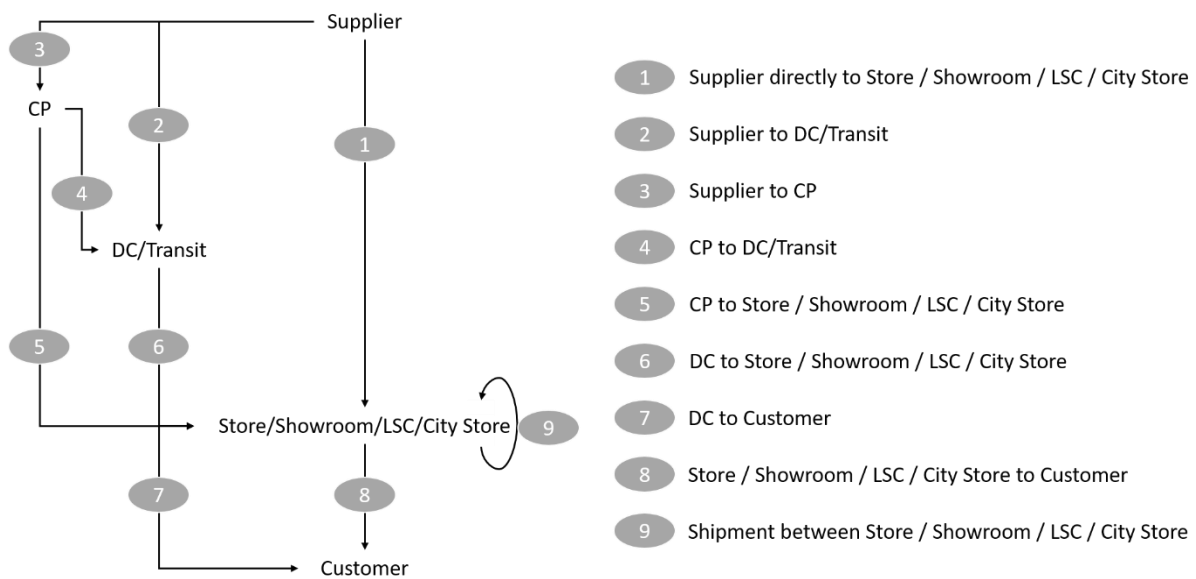 Supplier
3
CP
2
1
4
DC/Transit
5
6
Store/Showroom/LSC/City Store
9
7
8
Customer
1 Supplier directly to Store / Showroom / LSC / City Store
2 Supplier to DC/Transit
3 Supplier to CP
4 CP to DC/Transit
5 CP to Store / Showroom / LSC / City Store
6 DC to Store / Showroom / LSC / City Store
7 DC to Customer
8 Store / Showroom / LSC / City Store to Customer
9 Shipment between Store / Showroom / LSC / City Store